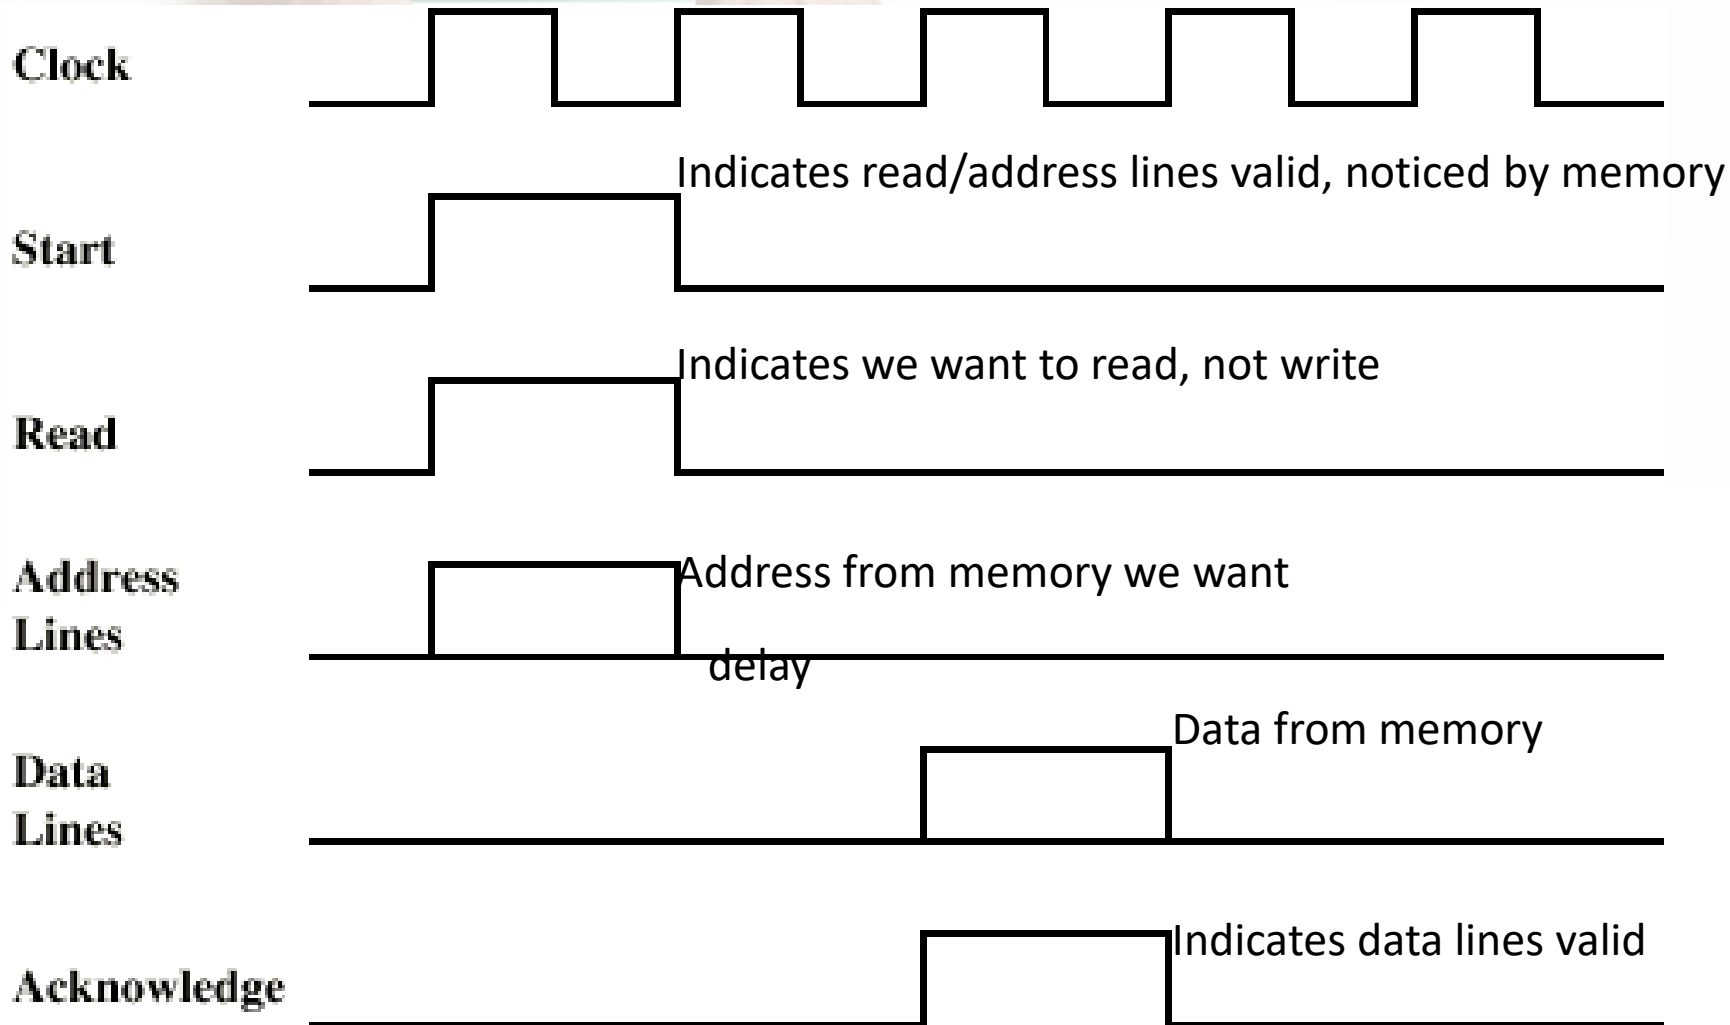 Clock
Indicates read/address lines valid, noticed by memory
Start
Indicates we want to read, not write
Read
Address
Lines
Address from memory we want
delay
Data from memory
Data
Lines
Indicates data lines valid
Acknowledge